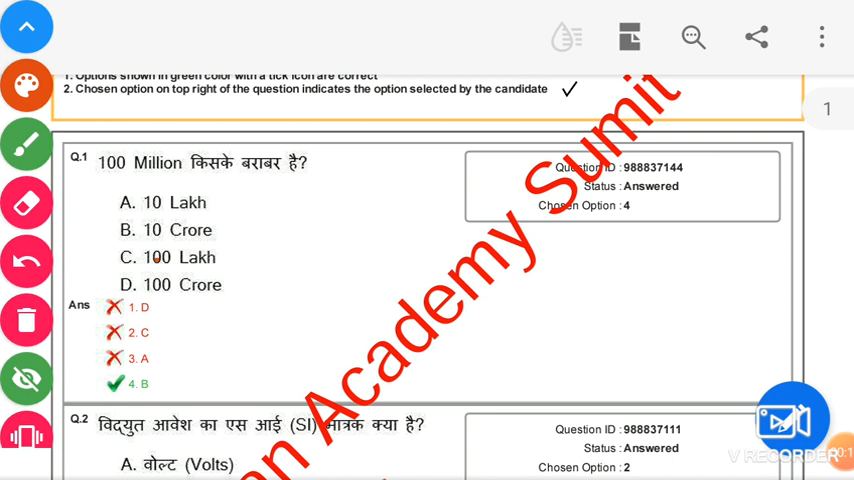 1. Options shown in green color with a tick icon are correct
2. Chosen option on top right of the question indicates the option selected by the candidate
1
Q.1 100 Million किसके बराबर है?
Question ID : 988837144
Status : Answered
Chosen Option : 4
A. 10 Lakh
B. 10 Crore
C. 100 Lakh
D. 100 Crore
Ans
1. D
2. C
3. A
4. B
an Academy Sumit
Q.2 विद्युत आवेश का एस आई (SI) मात्रक क्या है?
Question ID : 988837111
Status : Answered
Chosen Option : 2
A. वोल्ट (Volts)
V RECORDER